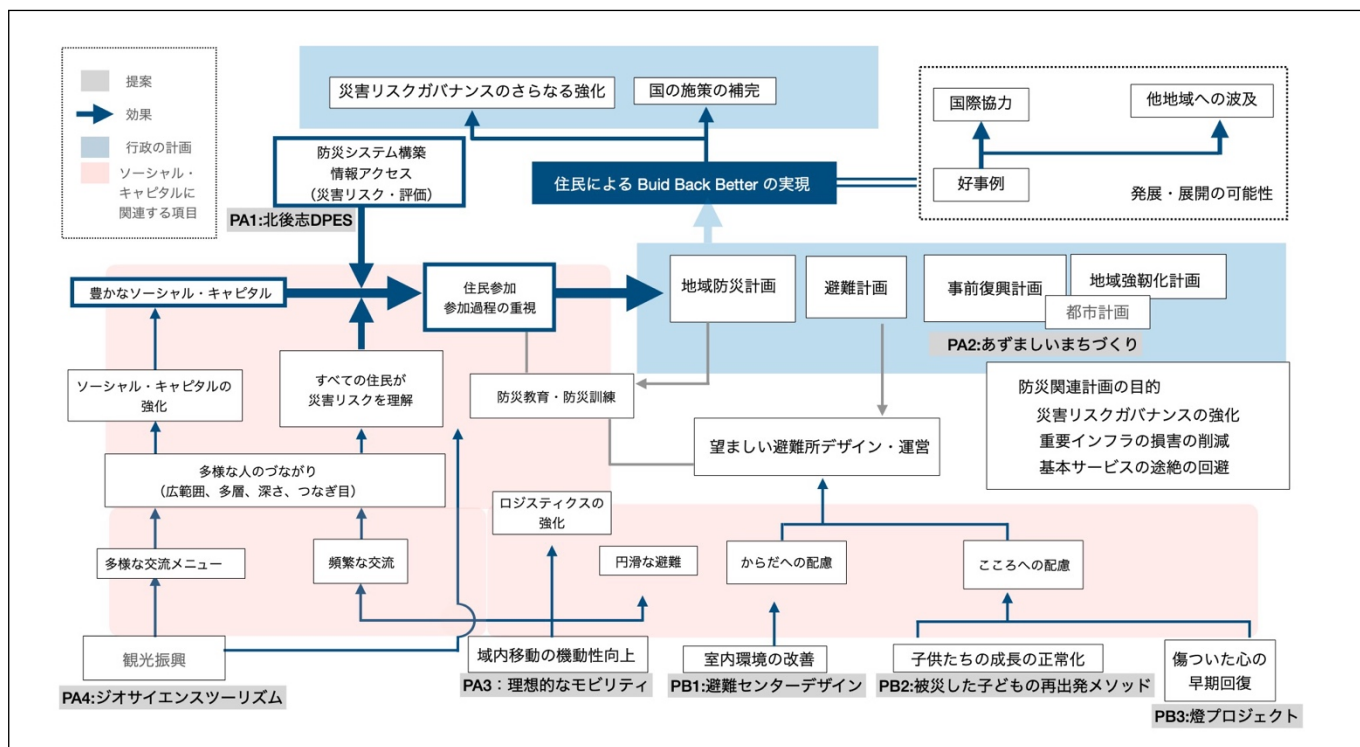 提案
効果
行政の計画
ソーシャル・
キャピタルに
関連する項目
災害リスクガバナンスのさらなる強化
国の施策の補完
国際協力
他地域への波及
好事例
発展・展開の可能性
防災システム構築
情報アクセス
（災害リスク・評価）
PA1:北後志DPES
住民による Buid Back Better の実現
豊かなソーシャル・キャピタル
住民参加
参加過程の重視
地域防災計画
避難計画
事前復興計画
地域強靭化計画
都市計画
PA2:あずましいまちづくり
ソーシャル・キャピタルの
強化
すべての住民が
災害リスクを理解
防災教育・防災訓練
防災関連計画の目的
災害リスクガバナンスの強化
重要インフラの損害の削減
基本サービスの途絶の回避
望ましい避難所デザイン・運営
多様な人のづながり
（広範囲、多層、深さ、つなぎ目）
ロジスティクスの
強化
多様な交流メニュー
頻繁な交流
円滑な避難
からだへの配慮
こころへの配慮
観光振興
PA4:ジオサイエンスツーリズム
域内移動の機動性向上
PA3：理想的なモビリティ
室内環境の改善
PB1:避難センターデザイン
子供たちの成長の正常化
PB2:被災した子どもの再出発メソッド
傷ついた心の
早期回復
PB3:燈プロジェクト